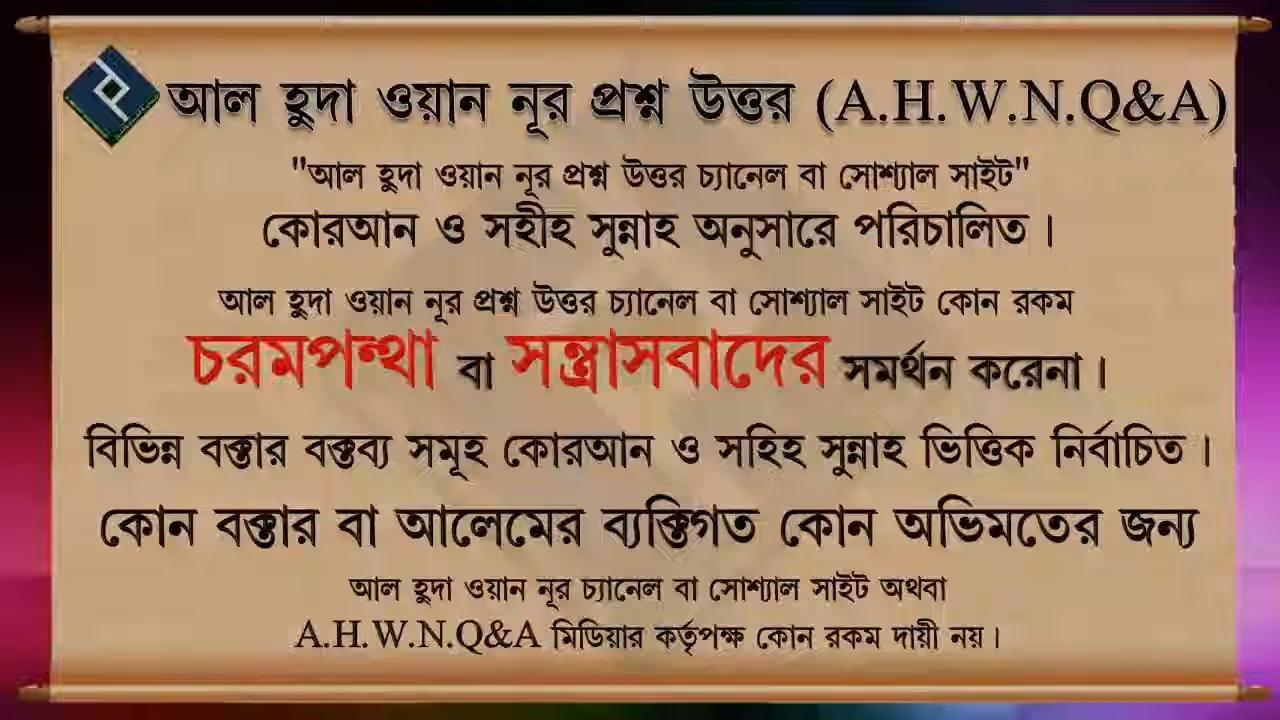 আল হুদা ওয়ান নূর প্রশ্ন উত্তর (A.H.W.N.Q&A)
"আল হুদা ওয়ান নূর প্রশ্ন উত্তর চ্যানেল বা সোশ্যাল সাইট"
কোরআন ও সহীহ সুন্নাহ অনুসারে পরিচালিত।
আল হুদা ওয়ান নূর প্রশ্ন উত্তর চ্যানেল বা সোশ্যাল সাইট কোন রকম
চরমপন্থা বা সন্ত্রাসবাদের সমর্থন করেনা।
বিভিন্ন বক্তার বক্তব্য সমূহ কোরআন ও সহিহ সুন্নাহ ভিত্তিক নির্বাচিত।
কোন বক্তার বা আলেমের ব্যক্তিগত কোন অভিমতের জন্য
আল হুদা ওয়ান নূর চ্যানেল বা সোশ্যাল সাইট অথবা
A.H.W.N.Q&A মিডিয়ার কর্তৃপক্ষ কোন রকম দায়ী নয়।